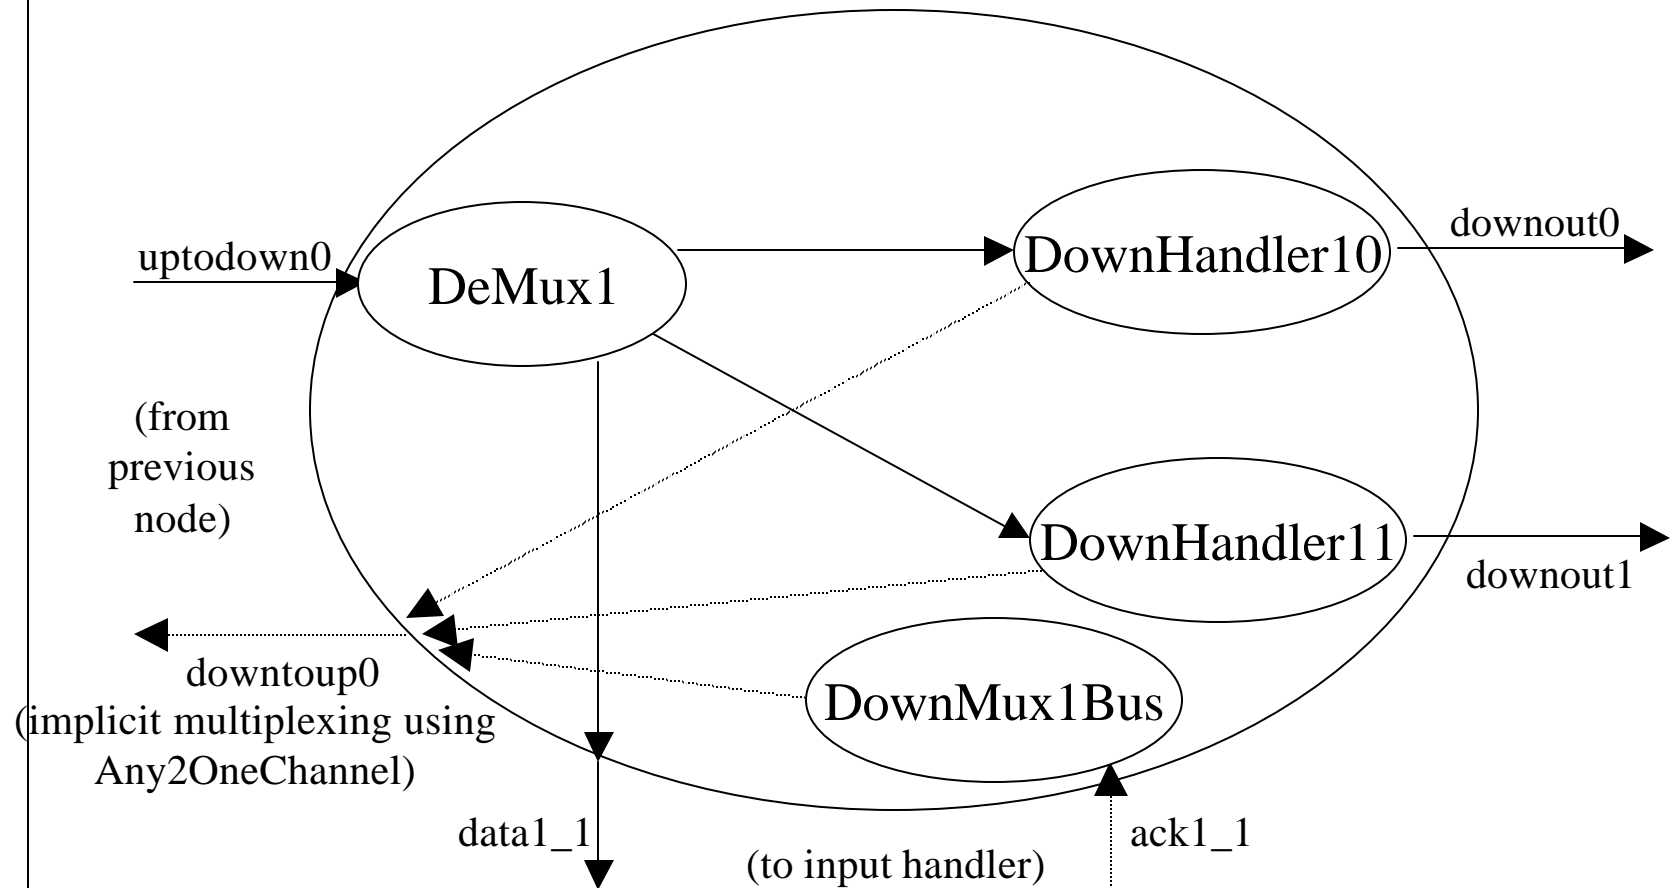 downout0
uptodown0
DeMux1
DownHandler10
(from
previous
node)
DownHandler11
downout1
downtoup0
(implicit multiplexing using
Any2OneChannel)
DownMux1Bus
data1_1
ack1_1
(to input handler)